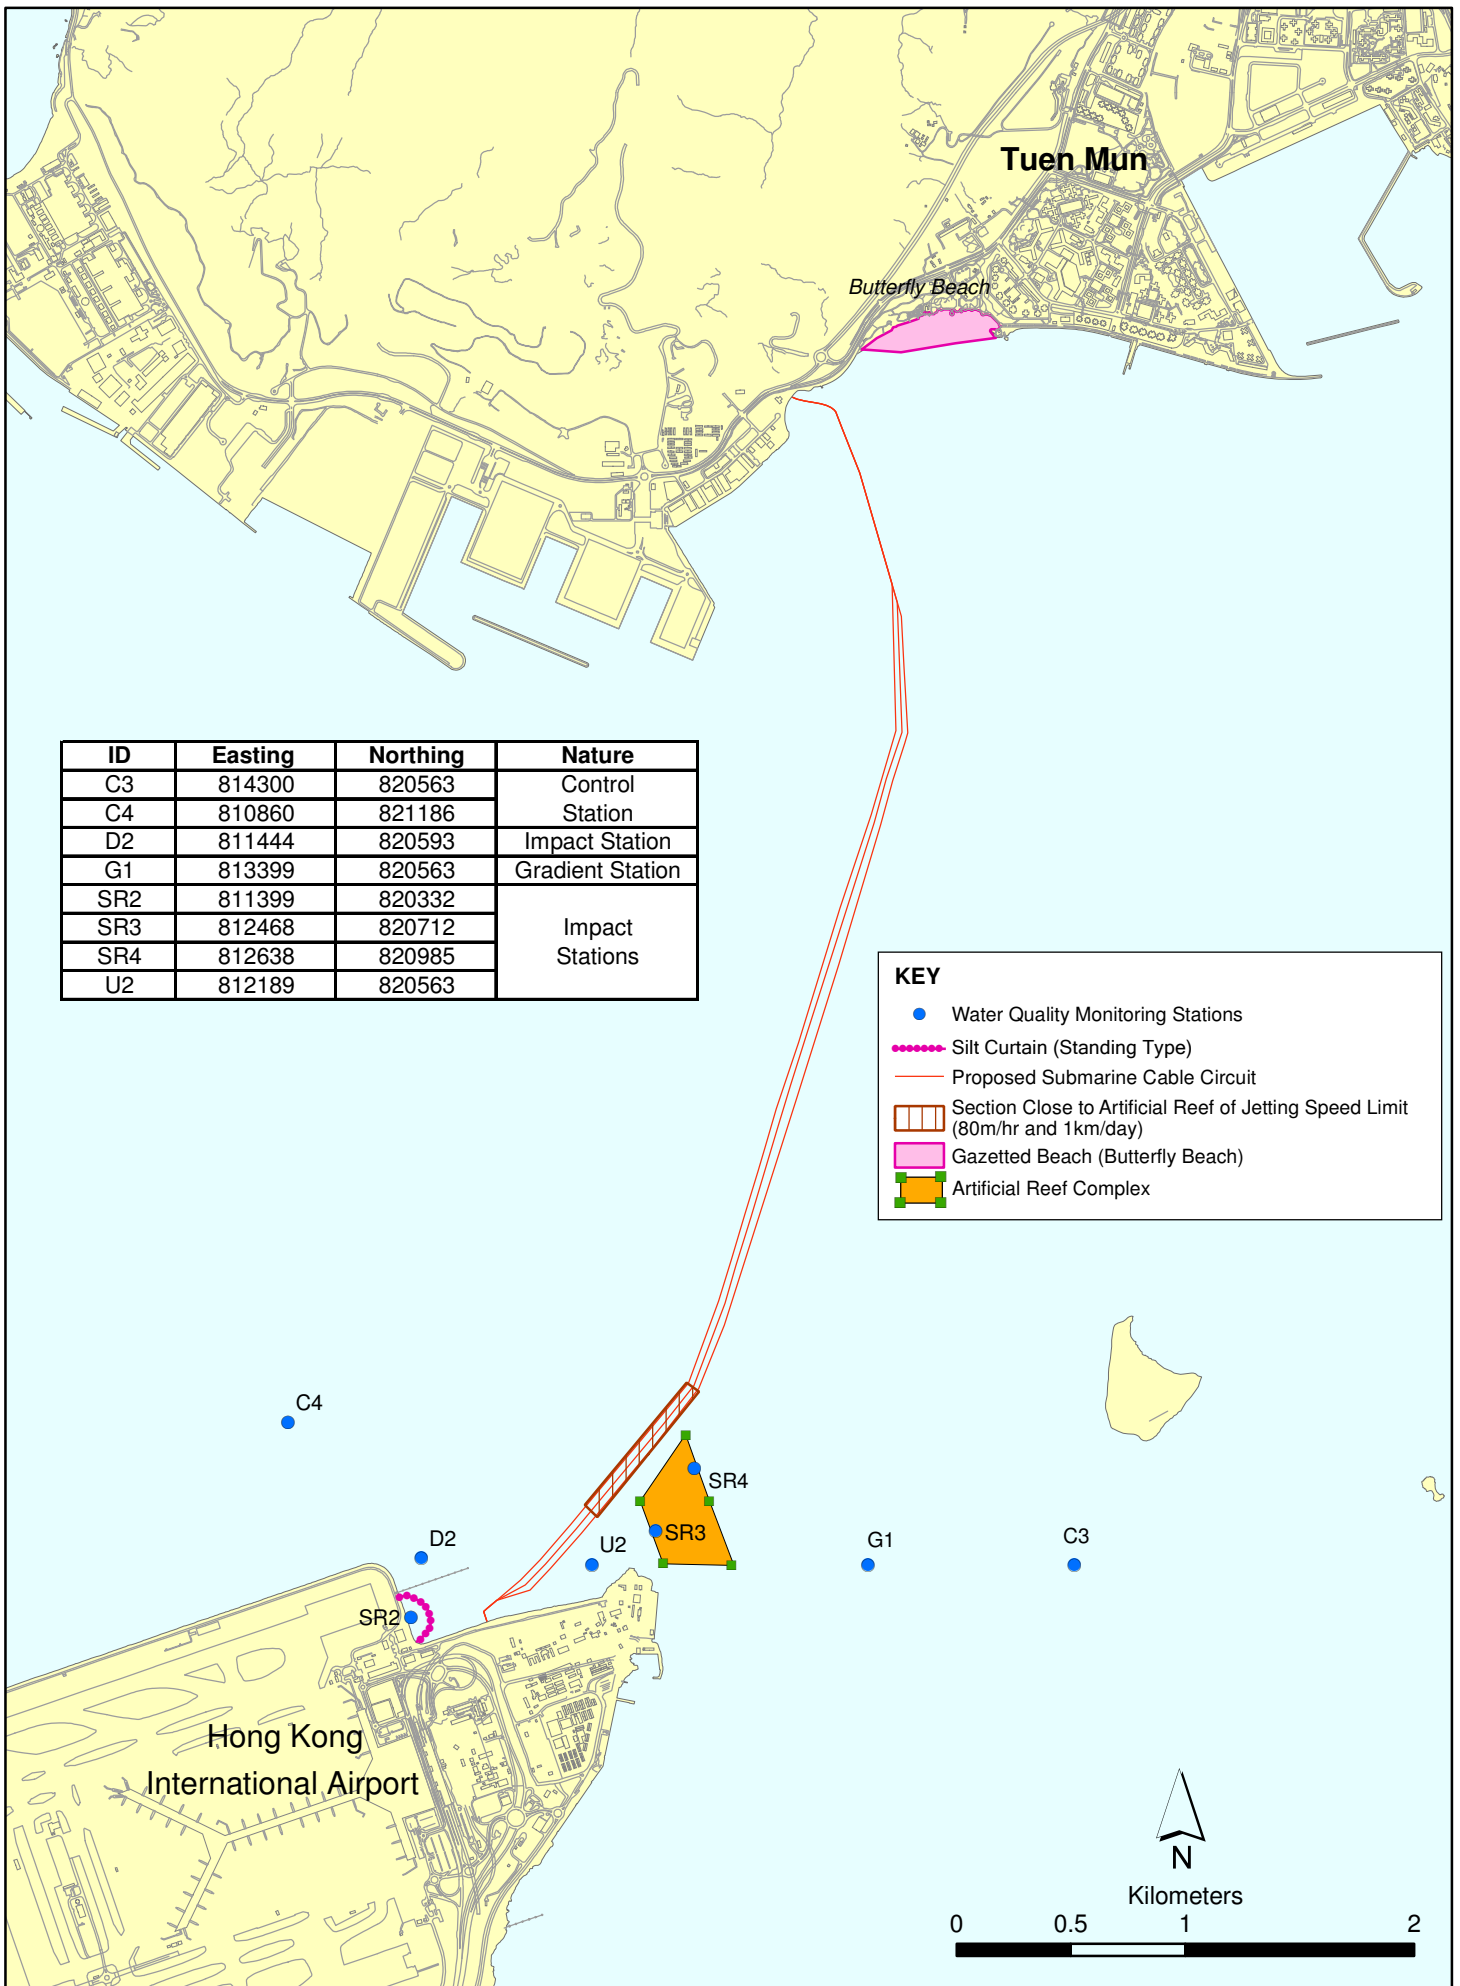 Tuen Mun
Butterfly Beach
ID Easting Northing Nature
C3 814300 820563 Control
C4 810860 821186 Station
D2 811444 820593 Impact Station
G1 813399 820563 Gradient Station
SR2 811399 820332
SR3 812468 820712 Impact
SR4 812638 820985 Stations
U2 812189 820563
KEY
Water Quality Monitoring Stations
Silt Curtain (Standing Type)
Proposed Submarine Cable Circuit
Section Close to Artificial Reef of Jetting Speed Limit
(80m/hr and 1km/day)
Gazetted Beach (Butterfly Beach)
Artificial Reef Complex
C4
SR4
SR3
D2
U2
G1
C3
SR2
Hong Kong
International Airport
N
Kilometers
0 0.5 1 2